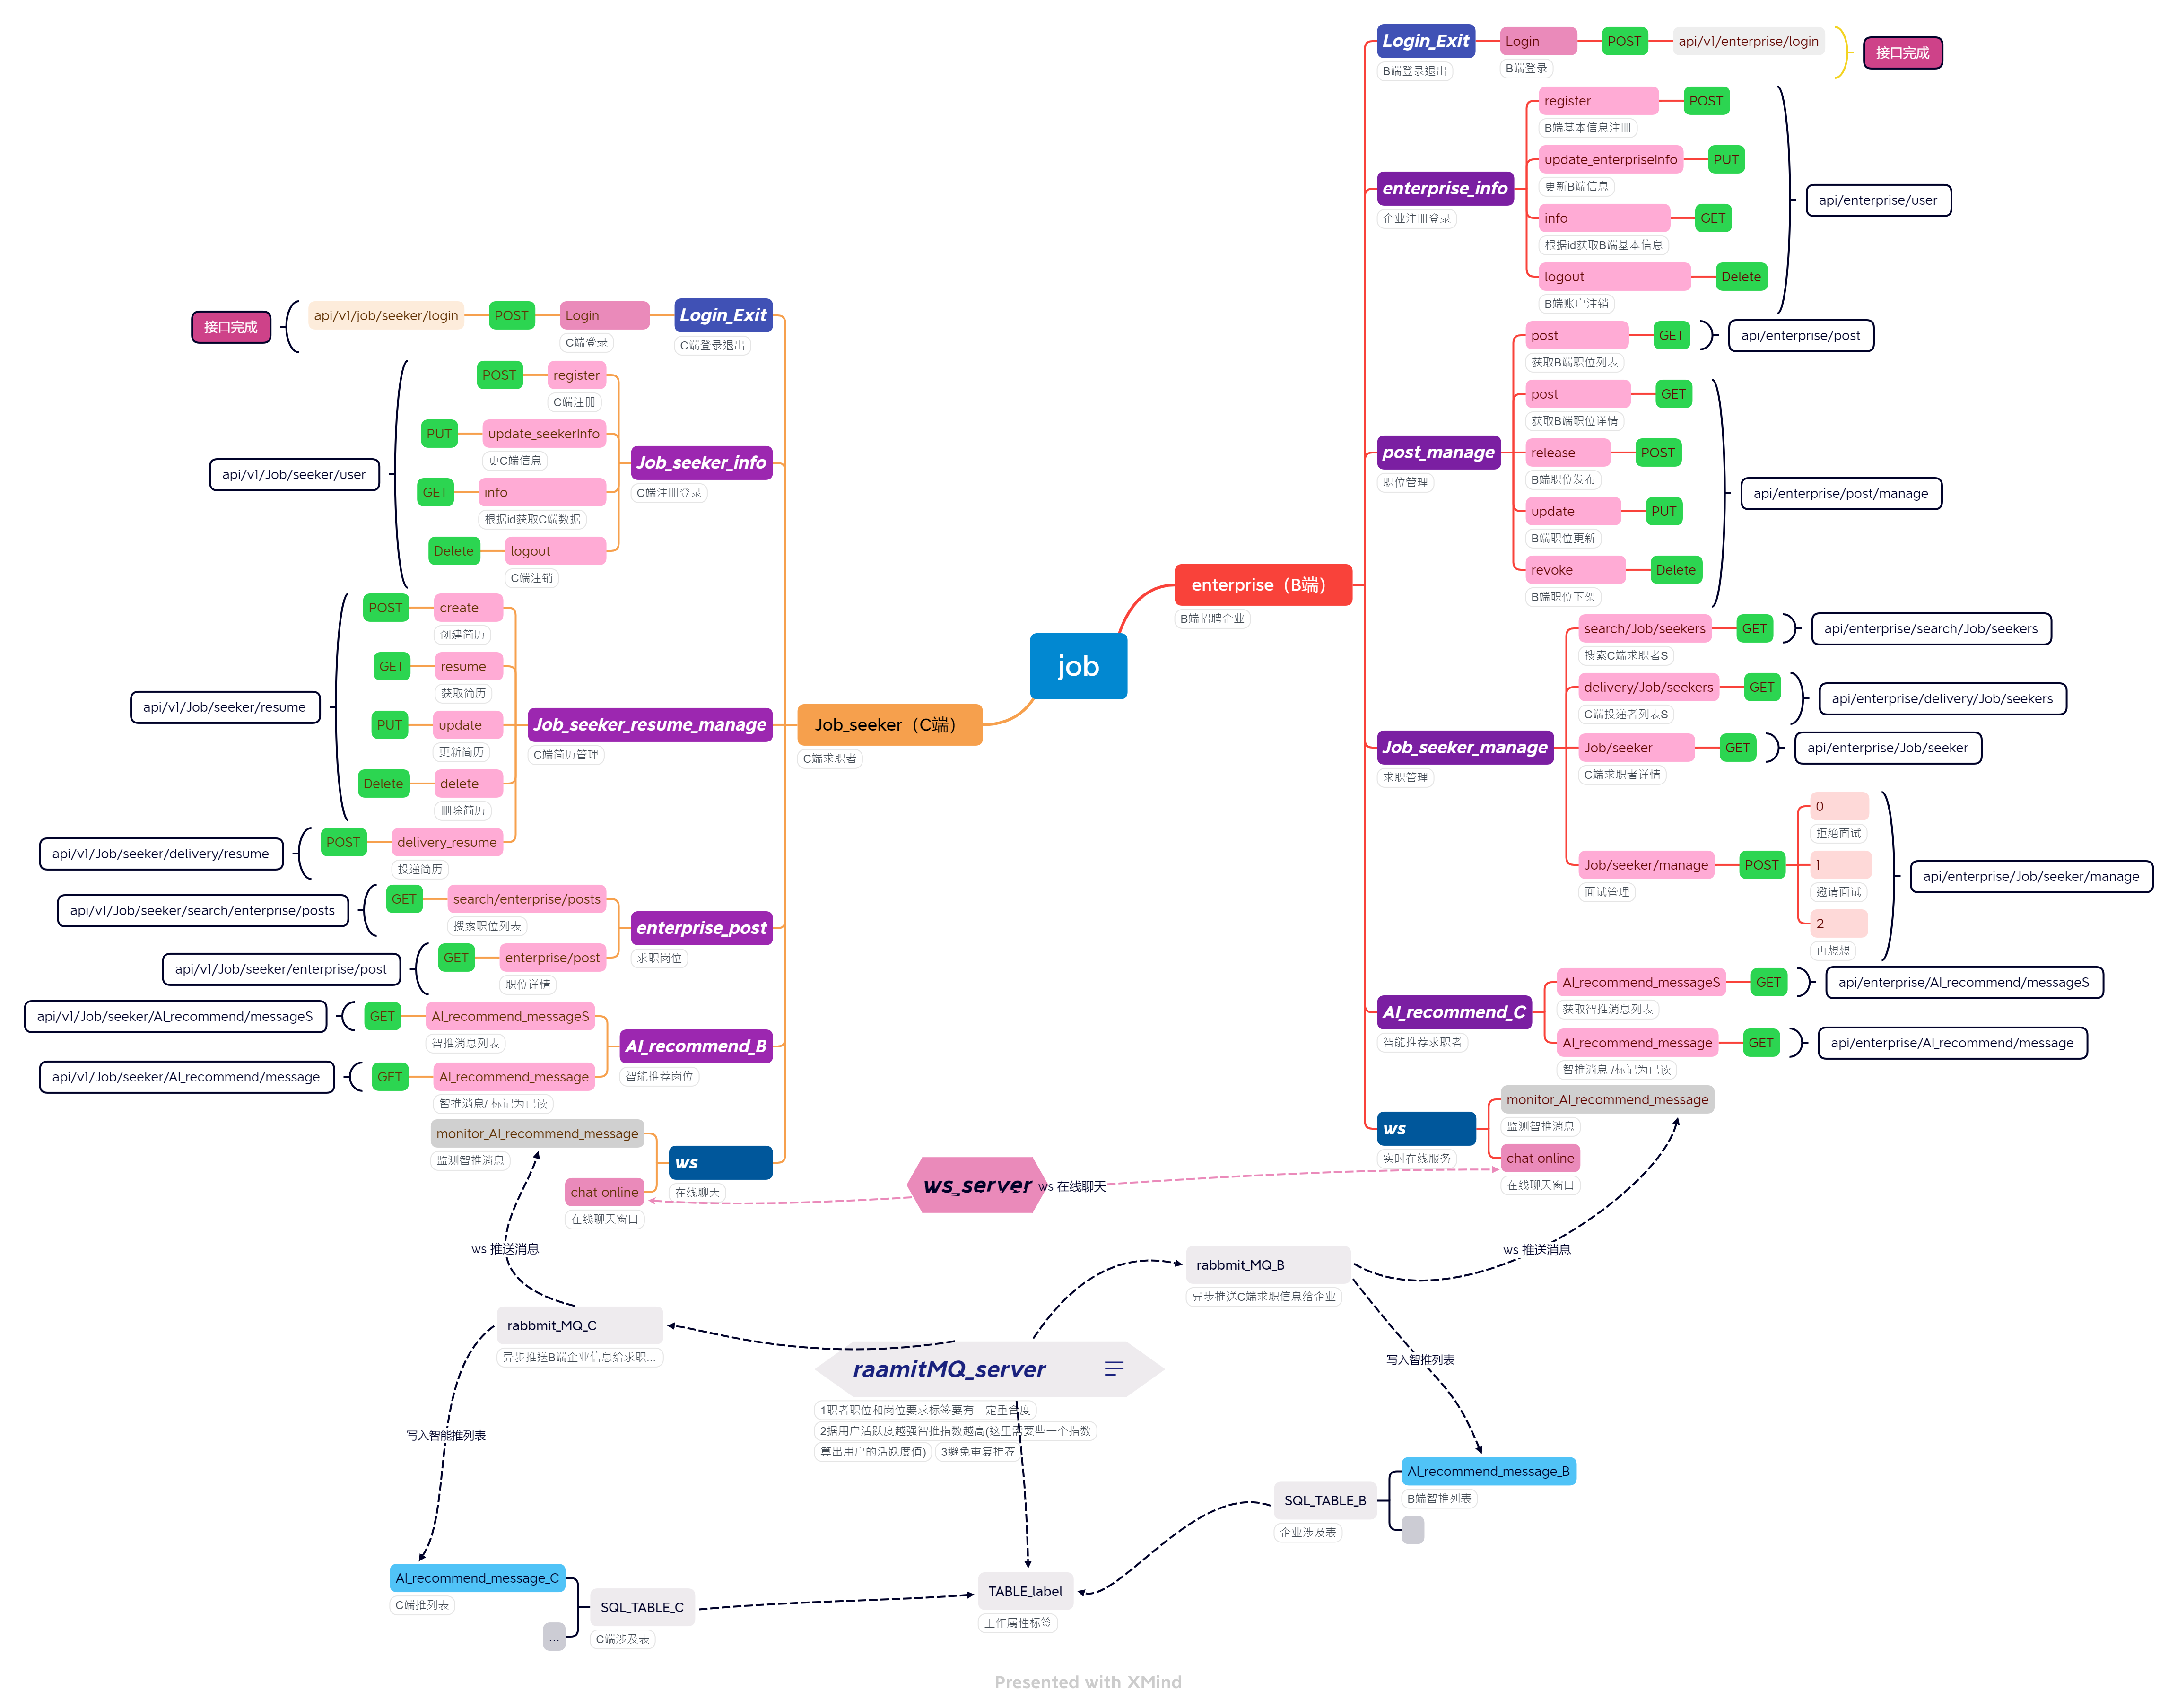 job
enterprise（B端）
B端招聘企业
Login_Exit
B端登录退出
Login
B端登录
POST
api/v1/enterprise/login
接口完成
enterprise_info
企业注册登录
register
B端基本信息注册
POST
update_enterpriseInfo
更新B端信息
PUT
info
根据id获取B端基本信息
GET
logout
B端账户注销
Delete
api/enterprise/user
post_manage
职位管理
post
获取B端职位列表
GET
api/enterprise/post
post
获取B端职位详情
GET
release
B端职位发布
POST
update
B端职位更新
PUT
revoke
B端职位下架
Delete
api/enterprise/post/manage
Job_seeker_manage
求职管理
search/Job/seekers
搜索C端求职者S
GET
api/enterprise/search/Job/seekers
delivery/Job/seekers
C端投递者列表S
GET
api/enterprise/delivery/Job/seekers
Job/seeker
C端求职者详情
GET
api/enterprise/Job/seeker
Job/seeker/manage
面试管理
POST
0
拒绝面试
1
邀请面试
2
再想想
api/enterprise/Job/seeker/manage
AI_recommend_C
智能推荐求职者
AI_recommend_messageS
获取智推消息列表
GET
api/enterprise/AI_recommend/messageS
AI_recommend_message
智推消息 /标记为已读
GET
api/enterprise/AI_recommend/message
ws
实时在线服务
monitor_AI_recommend_message
监测智推消息
chat online
在线聊天窗口
Job_seeker（C端）
C端求职者
Login_Exit
C端登录退出
Login
C端登录
POST
api/v1/job/seeker/login
接口完成
Job_seeker_info
C端注册登录
register
C端注册
POST
update_seekerInfo
更C端信息
PUT
info
根据id获取C端数据
GET
logout
C端注销
Delete
api/v1/Job/seeker/user
Job_seeker_resume_manage
C端简历管理
create
创建简历
POST
resume
获取简历
GET
update
更新简历
PUT
delete
删除简历
Delete
api/v1/Job/seeker/resume
delivery_resume
投递简历
POST
api/v1/Job/seeker/delivery/resume
enterprise_post
求职岗位
search/enterprise/posts
搜索职位列表
GET
api/v1/Job/seeker/search/enterprise/posts
enterprise/post
职位详情
GET
api/v1/Job/seeker/enterprise/post
AI_recommend_B
智能推荐岗位
AI_recommend_messageS
智推消息列表
GET
api/v1/Job/seeker/AI_recommend/messageS
AI_recommend_message
智推消息/ 标记为已读
GET
api/v1/Job/seeker/AI_recommend/message
ws
在线聊天
monitor_AI_recommend_message
监测智推消息
chat online
在线聊天窗口
ws_server
ws 在线聊天
ws 推送消息
ws 推送消息
rabbmit_MQ_B
异步推送C端求职信息给企业
rabbmit_MQ_C
异步推送B端企业信息给求职...
raamitMQ_server
1职者职位和岗位要求标签要有一定重合度
2据用户活跃度越强智推指数越高(这里需要些一个指数
算出用户的活跃度值)
3避免重复推荐
写入智推列表
写入智能推列表
AI_recommend_message_B
B端智推列表
SQL_TABLE_B
企业涉及表
...
AI_recommend_message_C
C端推列表
SQL_TABLE_C
C端涉及表
...
TABLE_label
工作属性标签
Presented with XMind